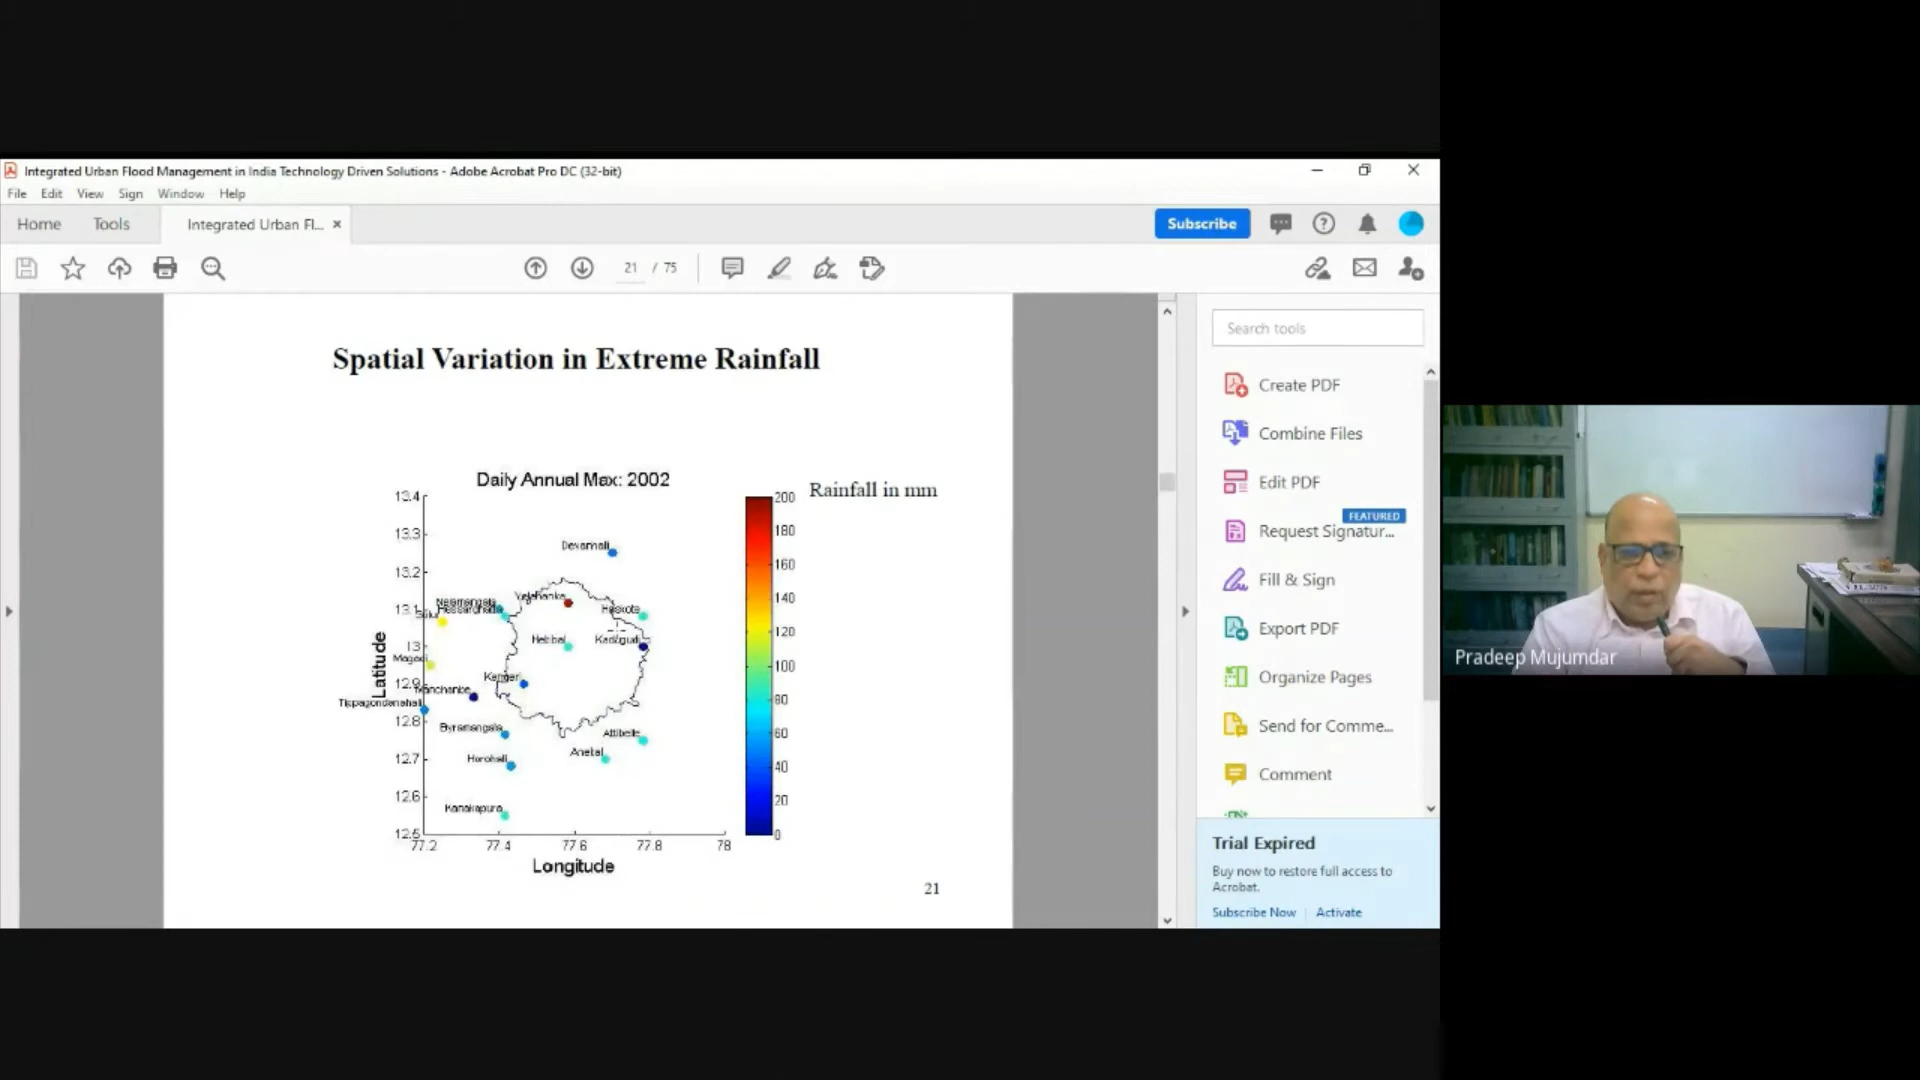 Integrated Urban Flood Management in India Technology Driven Solutions - Adobe Acrobat Pro DC (32-bit)
File Edit View Sign Window Help
Home Tools Integrated Urban Fl... × Subscribe
21 / 75
Spatial Variation in Extreme Rainfall
Daily Annual Max: 2002
Rainfall in mm
13.4
13.3
13.2
13.1
13
12.9
12.8
12.7
12.6
12.5
Latitude
77.2 77.4 77.6 77.8 78
Longitude
Hebbal
Kengeri
Magadi
Byramangala
Attibelle
Anekal
Kanakapura
200
180
160
140
120
100
80
60
40
20
0
21
Search tools
Create PDF
Combine Files
Edit PDF
FEATURED
Request Signatur...
Fill & Sign
Export PDF
Organize Pages
Send for Comme...
Comment
Trial Expired
Buy now to restore full access to
Acrobat.
Subscribe Now Activate
Pradeep Mujumdar